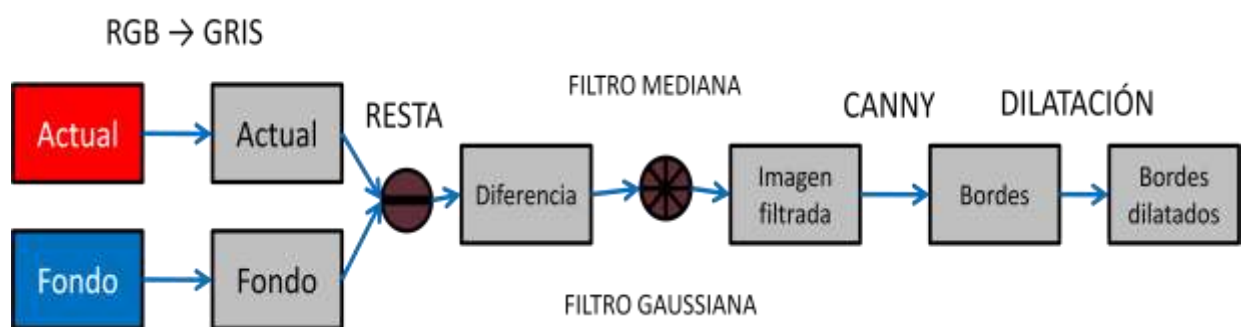 RGB → GRIS
Actual
Actual
RESTA
Diferencia
FILTRO MEDIANA
Imagen
filtrada
CANNY
Bordes
DILATACIÓN
Bordes
dilatados
Fondo
Fondo
FILTRO GAUSSIANA